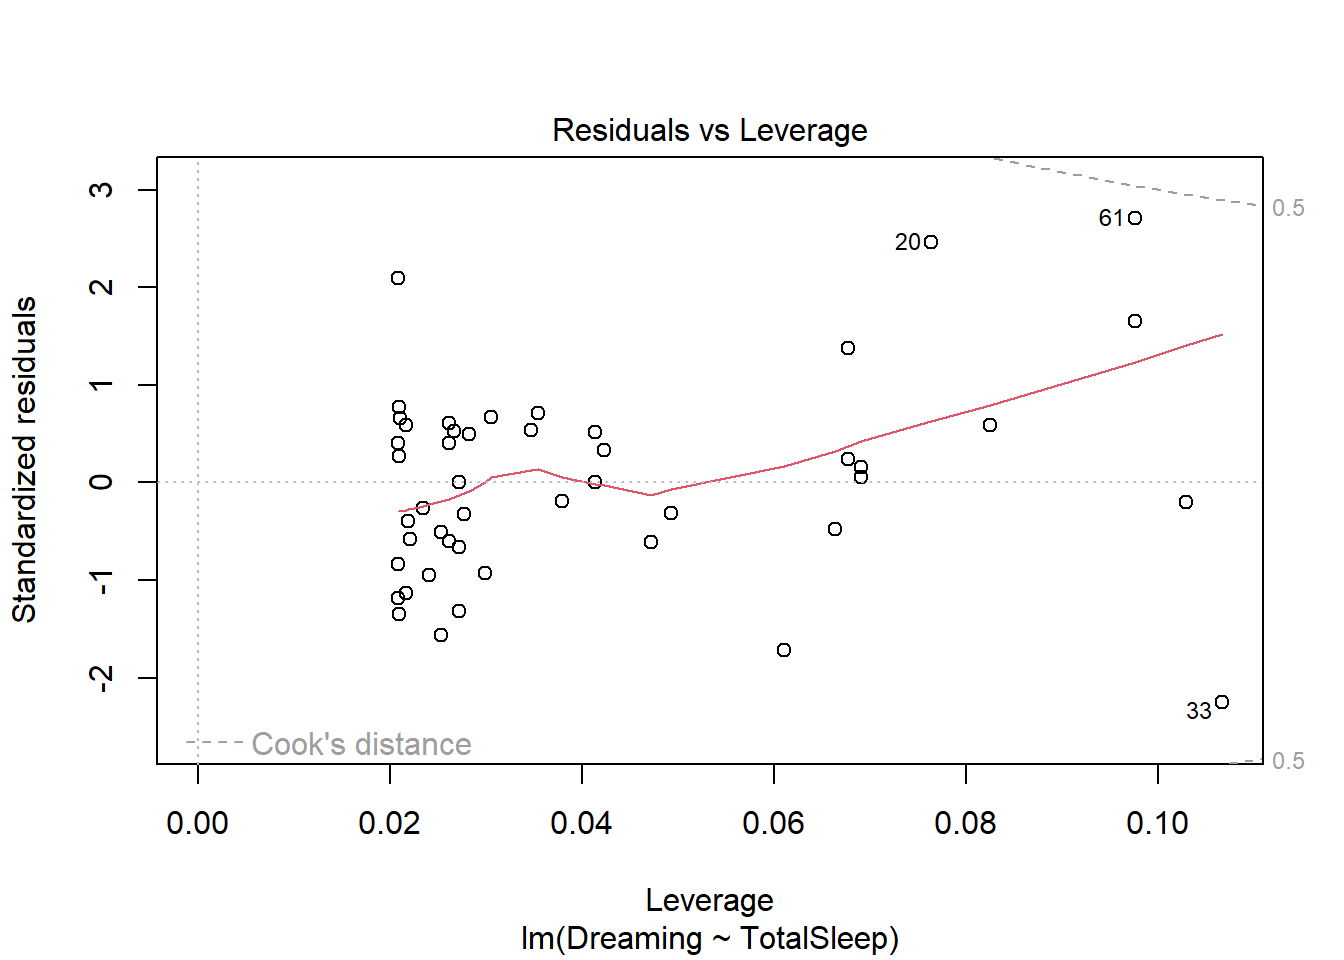 Residuals vs Leverage
Standardized residuals
3
2
1
0
-1
-2
61
20
33
0.5
0.5
Cook's distance
0.00 0.02 0.04 0.06 0.08 0.10
Leverage
lm(Dreaming ~ TotalSleep)